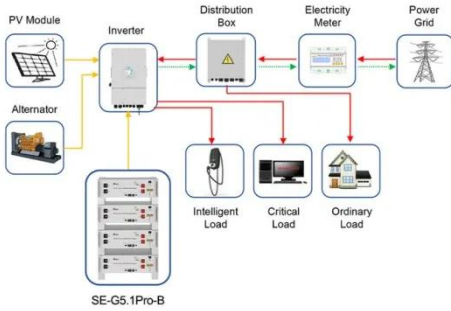 PV Module
Inverter
Distribution
Box
Electricity
Meter
Power
Grid
Alternator
Intelligent
Load
Critical
Load
Ordinary
Load
SE-G5.1Pro-B